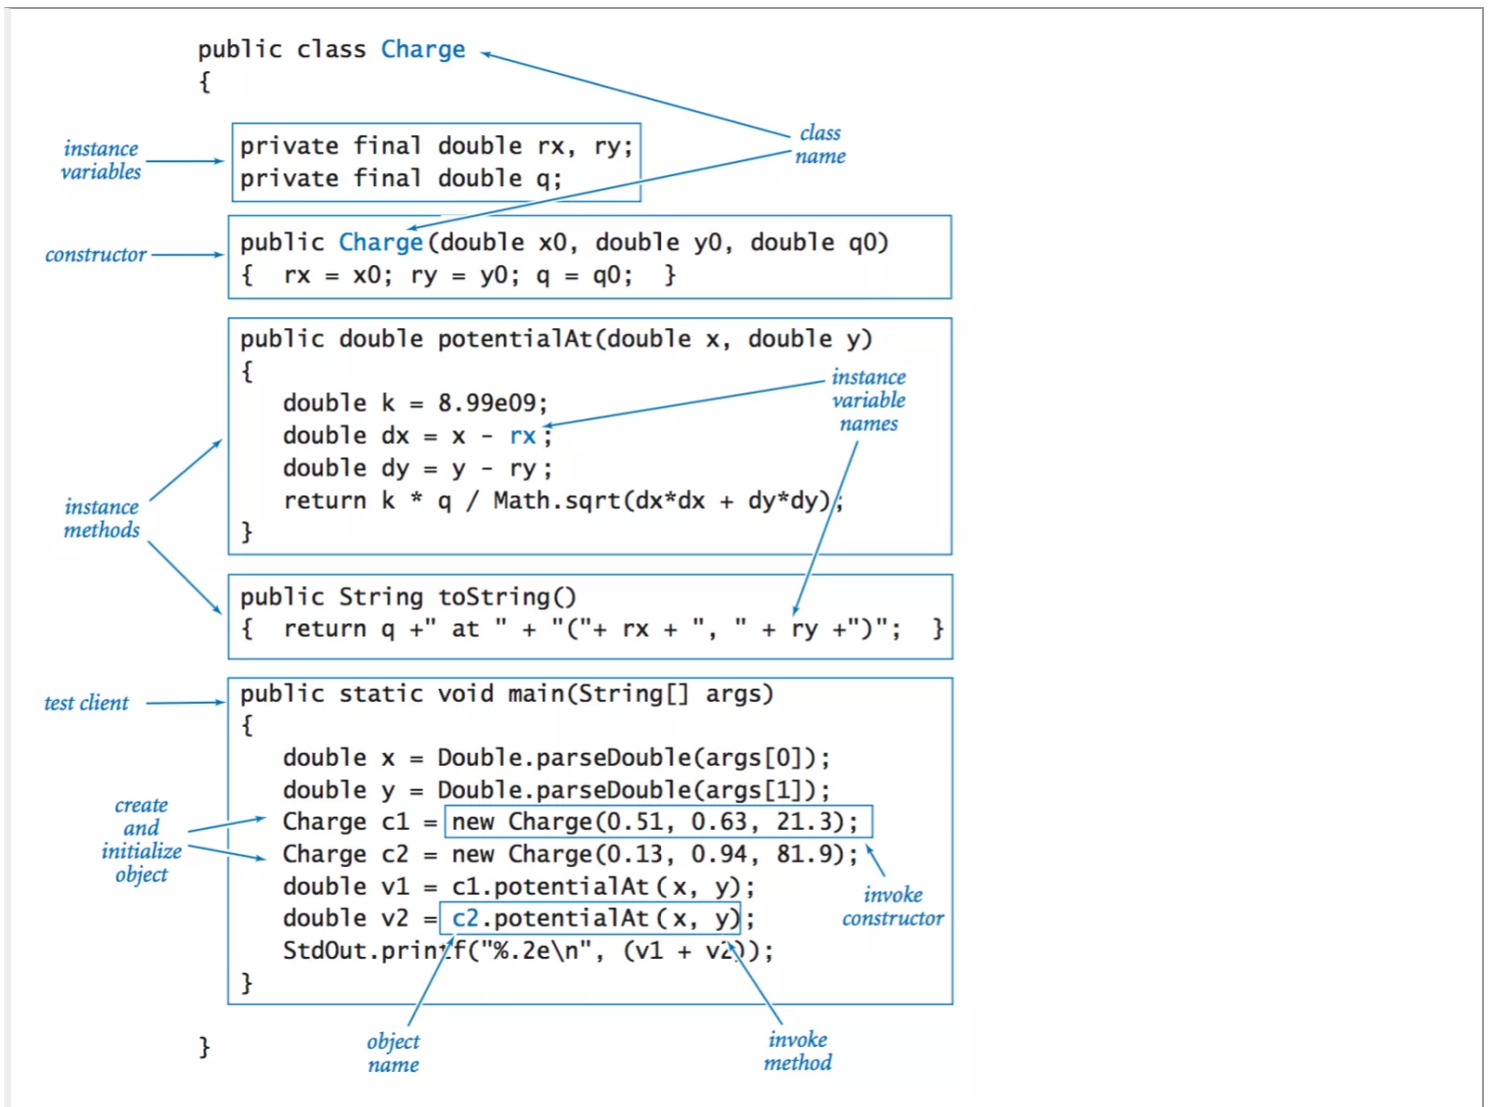 public class Charge
{
class
name
instance
variables
private final double rx, ry;
private final double q;
constructor
public Charge(double x0, double y0, double q0)
{  rx = x0; ry = y0; q = q0;  }
public double potentialAt(double x, double y)
{
instance
variable
names
double k = 8.99e09;
double dx = x - rx;
double dy = y - ry;
return k * q / Math.sqrt(dx*dx + dy*dy);
}
instance
methods
public String toString()
{  return q +" at " + "("+ rx + ", " + ry +")";  }
test client
public static void main(String[] args)
{
double x = Double.parseDouble(args[0]);
double y = Double.parseDouble(args[1]);
create
and
initialize
object
Charge c1 = new Charge(0.51, 0.63, 21.3);
Charge c2 = new Charge(0.13, 0.94, 81.9);
double v1 = c1.potentialAt(x, y);
double v2 = c2.potentialAt(x, y);
StdOut.printf("%.2e\n", (v1 + v2));
}
invoke
constructor
object
name
invoke
method
}